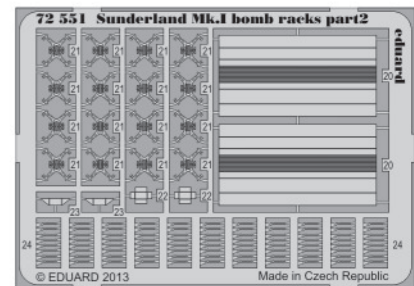 72 551 Sunderland Mk.I bomb racks part2
eduard
21 21 21 21
21 21 21 21
21 21 21 21
21 21 21 21
20
20
22 22
23 23
24 24
© EDUARD 2013 Made in Czech Republic